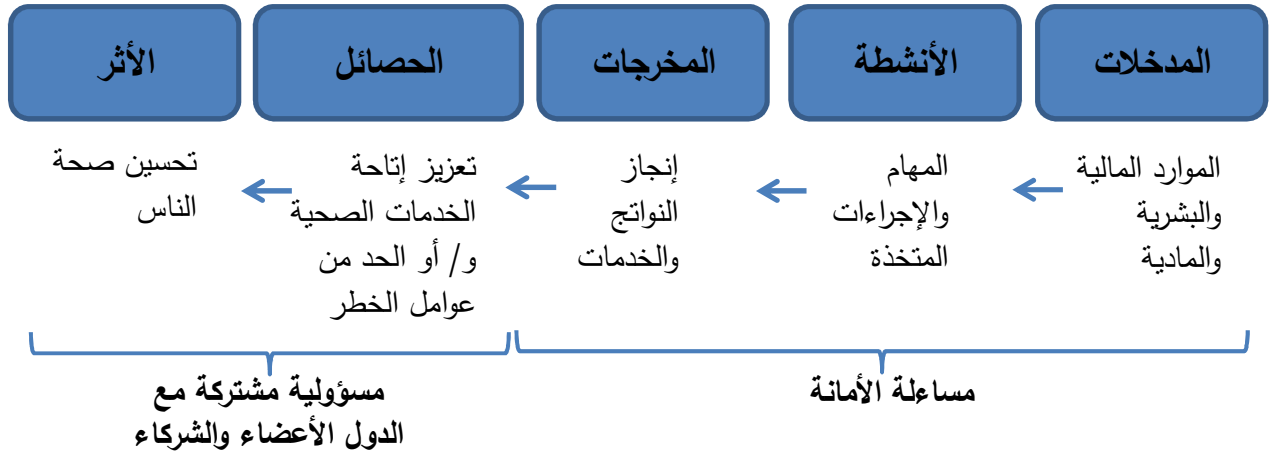 المدخلات
الأنشطة
المخرجات
الحصائل
الأثر
الموارد المالية
والبشرية
والمادية
المهام
والإجراءات
المتخذة
إنجاز
النواتج
والخدمات
تعزيز إتاحة
الخدمات الصحية
و/ أو الحد من
عوامل الخطر
تحسين صحة
الناس
مساءلة الأمانة
مسؤولية مشتركة مع
الدول الأعضاء والشركاء